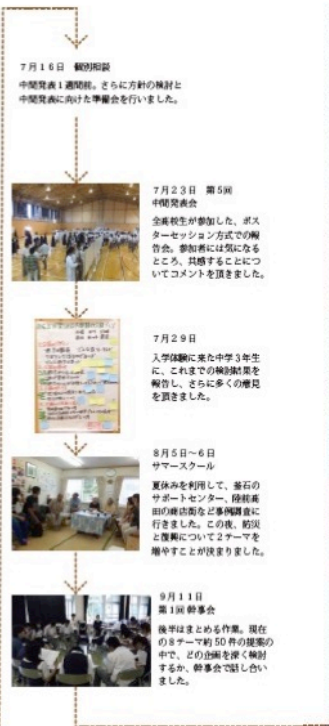 7月16日 個別相談
中間発表1週間前。さらに方針の検討と
中間発表に向けた準備会を行いました。
7月23日 第5回
中間発表会
全高校生が参加した、ポス
ターセッション方式での報
告会。参加者には気になる
ところ、共感することにつ
いてコメントを頂きました。
7月29日
入学体験に来た中学3年生
に、これまでの検討結果を
報告し、さらに多くの意見
を頂きました。
8月5日~6日
サマースクール
夏休みを利用して、釜石の
サポートセンター、陸前高
田の商店街など事例調査に
行きました。この夜、防災
と復興について2テーマを
増やすことが決まりました。
9月11日
第1回 幹事会
後半はまとめる作業。現在
の8テーマ約50件の提案の
中で、どの企画を深く検討
するか、幹事会で話し合い
ました。